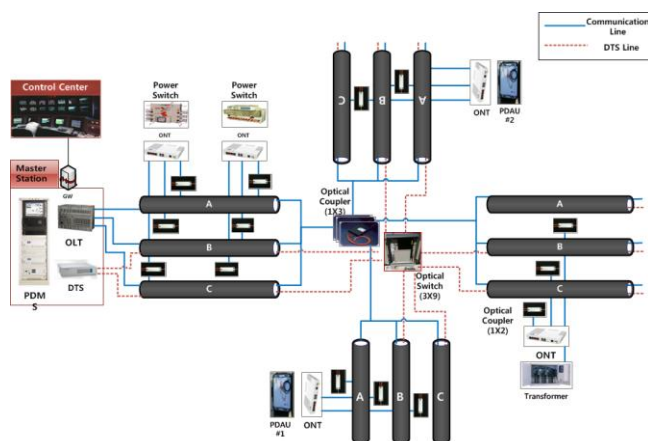 Communication
Line
DTS Line
Control Center
Power
Switch
Power
Switch
ONT
ONT
C
B
A
ONT
PDAU
#2
Master
Station
GW
OLT
PDM
S
DTS
A
B
C
Optical
Coupler
(1X3)
Optical
Switch
(3X9)
A
B
C
Optical
Coupler
(1X2)
ONT
Transformer
PDAU
#1
ONT
A
B
C